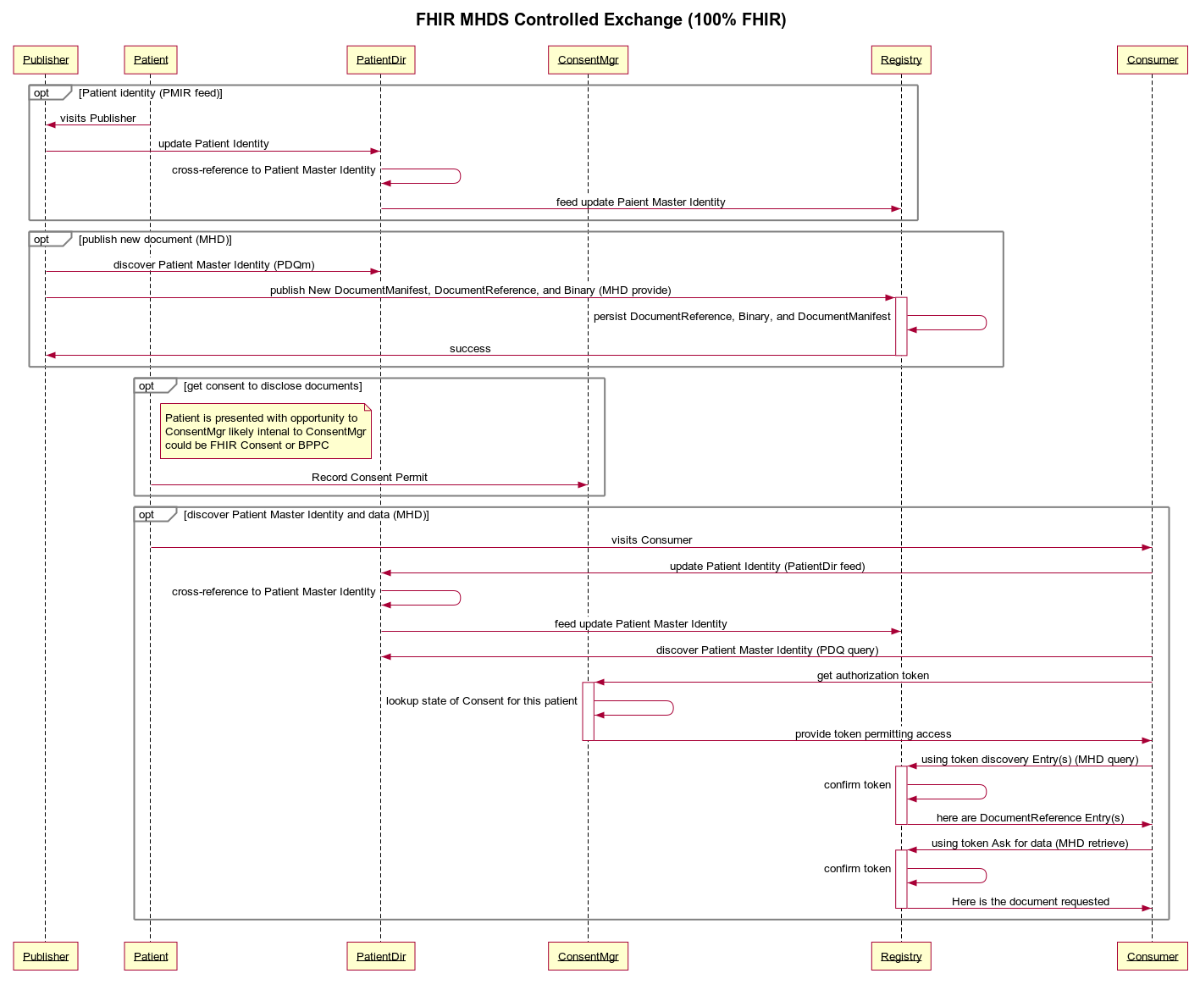 FHIR MHDS Controlled Exchange (100% FHIR)
Publisher Patient PatientDir ConsentMgr Registry Consumer
opt [Patient identity (PMIR feed)]
visits Publisher
update Patient Identity
cross-reference to Patient Master Identity
feed update Paient Master Identity
opt [publish new document (MHD)]
discover Patient Master Identity (PDQm)
publish New DocumentManifest, DocumentReference, and Binary (MHD provide)
persist DocumentReference, Binary, and DocumentManifest
success
opt [get consent to disclose documents]
Patient is presented with opportunity to
ConsentMgr likely intenal to ConsentMgr
could be FHIR Consent or BPPC
Record Consent Permit
opt [discover Patient Master Identity and data (MHD)]
visits Consumer
update Patient Identity (PatientDir feed)
cross-reference to Patient Master Identity
feed update Patient Master Identity
discover Patient Master Identity (PDQ query)
get authorization token
lookup state of Consent for this patient
provide token permitting access
using token discovery Entry(s) (MHD query)
confirm token
here are DocumentReference Entry(s)
using token Ask for data (MHD retrieve)
confirm token
Here is the document requested
Publisher Patient PatientDir ConsentMgr Registry Consumer